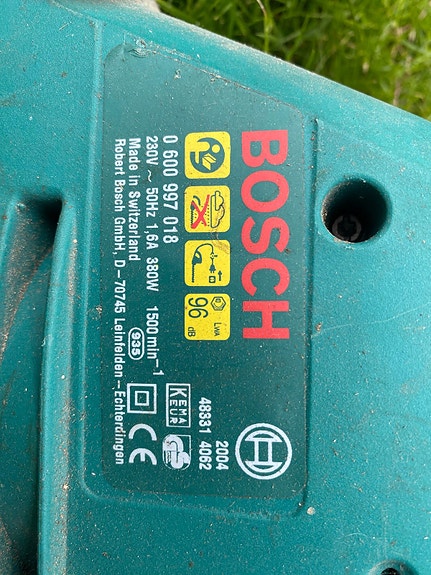 BOSCH
LWA
96 dB
0 600 997 018
230V ~ 50Hz 1,6A 380W 1500min⁻¹
Made in Switzerland
935
Robert Bosch GmbH, D – 70745 Leinfelden – Echterdingen
2004
48331 4062
KEMA
KEUR
CE